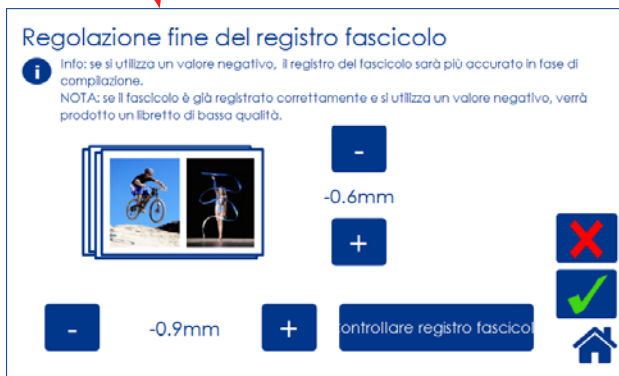 Regolazione fine del registro fascicolo
Info: se si utilizza un valore negativo, il registro del fascicolo sarà più accurato in fase di
compilazione.
NOTA: se il fascicolo è già registrato correttamente e si utilizza un valore negativo, verrà
prodotto un libretto di bassa qualità.
-
-0.6mm
+
- -0.9mm + ontrollare registro fascicol